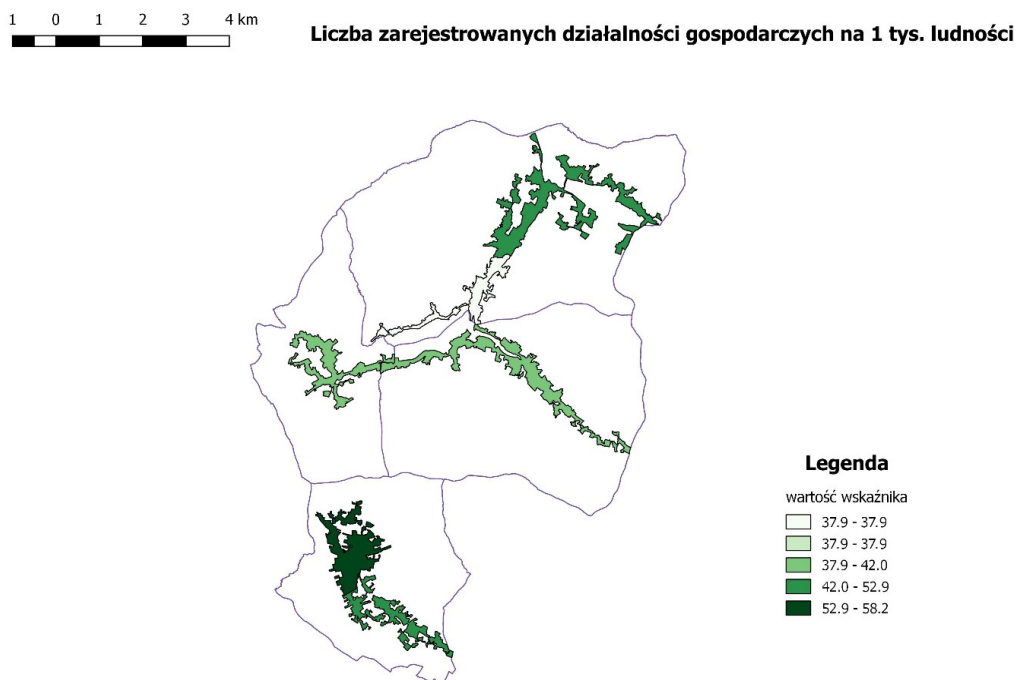 1 0 1 2 3 4 km
Liczba zarejestrowanych działalności gospodarczych na 1 tys. ludności
Legenda
wartość wskaźnika
37.9 - 37.9
37.9 - 37.9
37.9 - 42.0
42.0 - 52.9
52.9 - 58.2